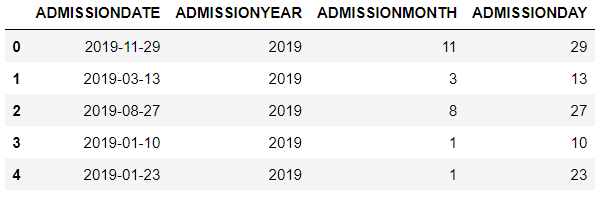 ADMISSIONDATE ADMISSIONYEAR ADMISSIONMONTH ADMISSIONDAY
0 2019-11-29 2019 11 29
1 2019-03-13 2019 3 13
2 2019-08-27 2019 8 27
3 2019-01-10 2019 1 10
4 2019-01-23 2019 1 23